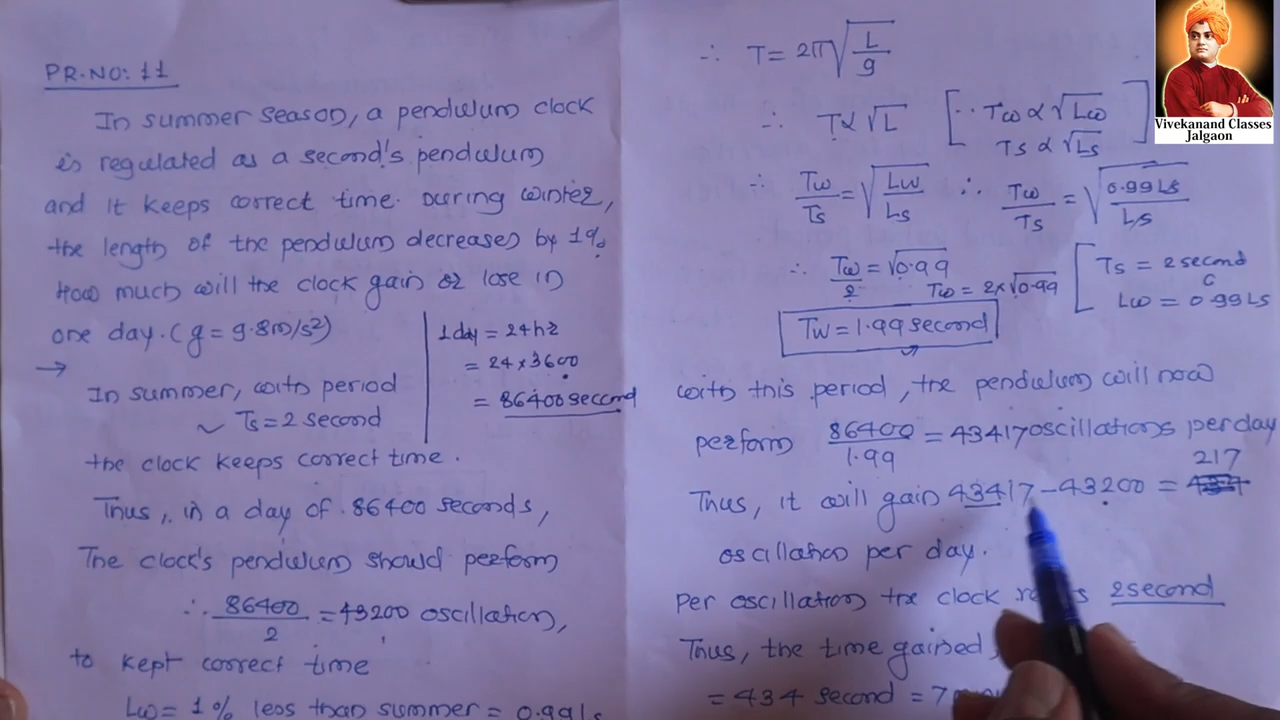 PR.NO: 11
In summer season, a pendulum clock
is regulated as a second's pendulum
and it keeps correct time. During winter,
the length of the pendulum decreases by 1%.
How much will the clock gain or lose in
one day. (g = 9.8m/s²)
1 day = 24hr
= 24 × 3600
= 86400 second
→
In summer, with period
~ Ts = 2 second
the clock keeps correct time.
Thus, in a day of 86400 seconds,
The clock's pendulum should perform
∴ 86400/2 = 43200 oscillation,
to kept correct time
Lw = 1% less than summer = 0.99Ls
∴ T = 2π√(L/g)
∴ T ∝ √L [∵ Tw ∝ √Lw
Ts ∝ √Ls ]
∴ Tw/Ts = √(Lw/Ls) ∴ Tw/Ts = √(0.99Ls/Ls)
∴ Tw/2 = √0.99 Tw = 2×√0.99
[ Ts = 2 second
Lw = 0.99Ls
Tw = 1.99 second
with this period, the pendulum will now
perform 86400/1.99 = 43417 oscillations per day
Thus, it will gain 43417 - 43200 = 217
oscillation per day.
Per oscillation the clock 2second
Thus, the time gained,
= 434 second = 7
Vivekanand Classes
Jalgaon